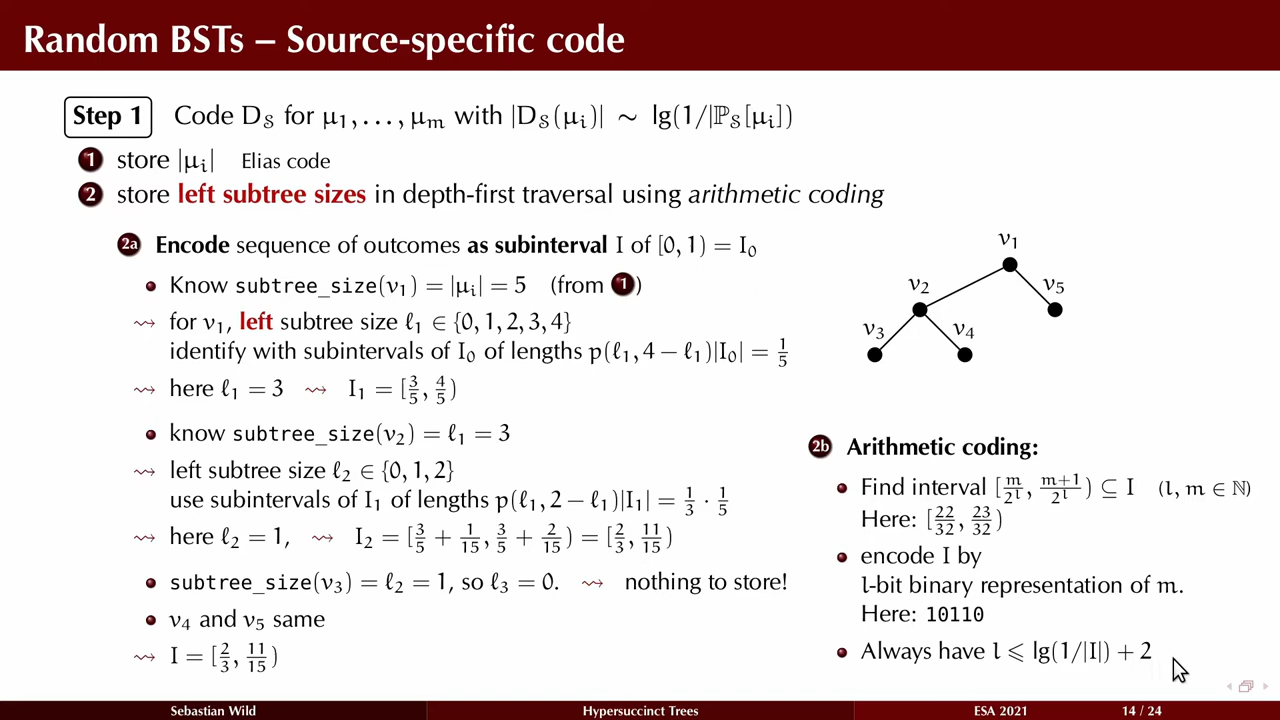 Random BSTs – Source-specific code
Step 1 Code D_𝒮 for μ₁, . . . , μₘ with |D_𝒮(μᵢ)| ∼ lg(1/|ℙ_𝒮[μᵢ])
1 store |μᵢ| Elias code
2 store left subtree sizes in depth-first traversal using arithmetic coding
2a Encode sequence of outcomes as subinterval I of [0, 1) = I₀
• Know subtree_size(v₁) = |μᵢ| = 5 (from 1)
⇝ for v₁, left subtree size ℓ₁ ∈ {0, 1, 2, 3, 4}
identify with subintervals of I₀ of lengths p(ℓ₁, 4 − ℓ₁)|I₀| = 1/5
⇝ here ℓ₁ = 3 ⇝ I₁ = [3/5, 4/5)
• know subtree_size(v₂) = ℓ₁ = 3
⇝ left subtree size ℓ₂ ∈ {0, 1, 2}
use subintervals of I₁ of lengths p(ℓ₁, 2 − ℓ₁)|I₁| = 1/3 · 1/5
⇝ here ℓ₂ = 1, ⇝ I₂ = [3/5 + 1/15, 3/5 + 2/15) = [2/3, 11/15)
• subtree_size(v₃) = ℓ₂ = 1, so ℓ₃ = 0. ⇝ nothing to store!
• v₄ and v₅ same
⇝ I = [2/3, 11/15)
v₁
v₂ v₅
v₃ v₄
2b Arithmetic coding:
• Find interval [m/2ˡ, (m+1)/2ˡ) ⊆ I (l, m ∈ ℕ)
Here: [22/32, 23/32)
• encode I by
l-bit binary representation of m.
Here: 10110
• Always have l ⩽ lg(1/|I|) + 2
Sebastian Wild Hypersuccinct Trees ESA 2021 14 / 24